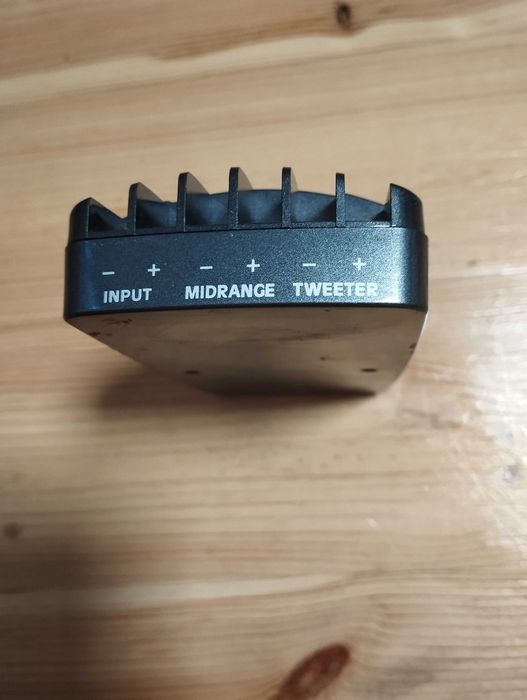 − + − + − +
INPUT MIDRANGE TWEETER